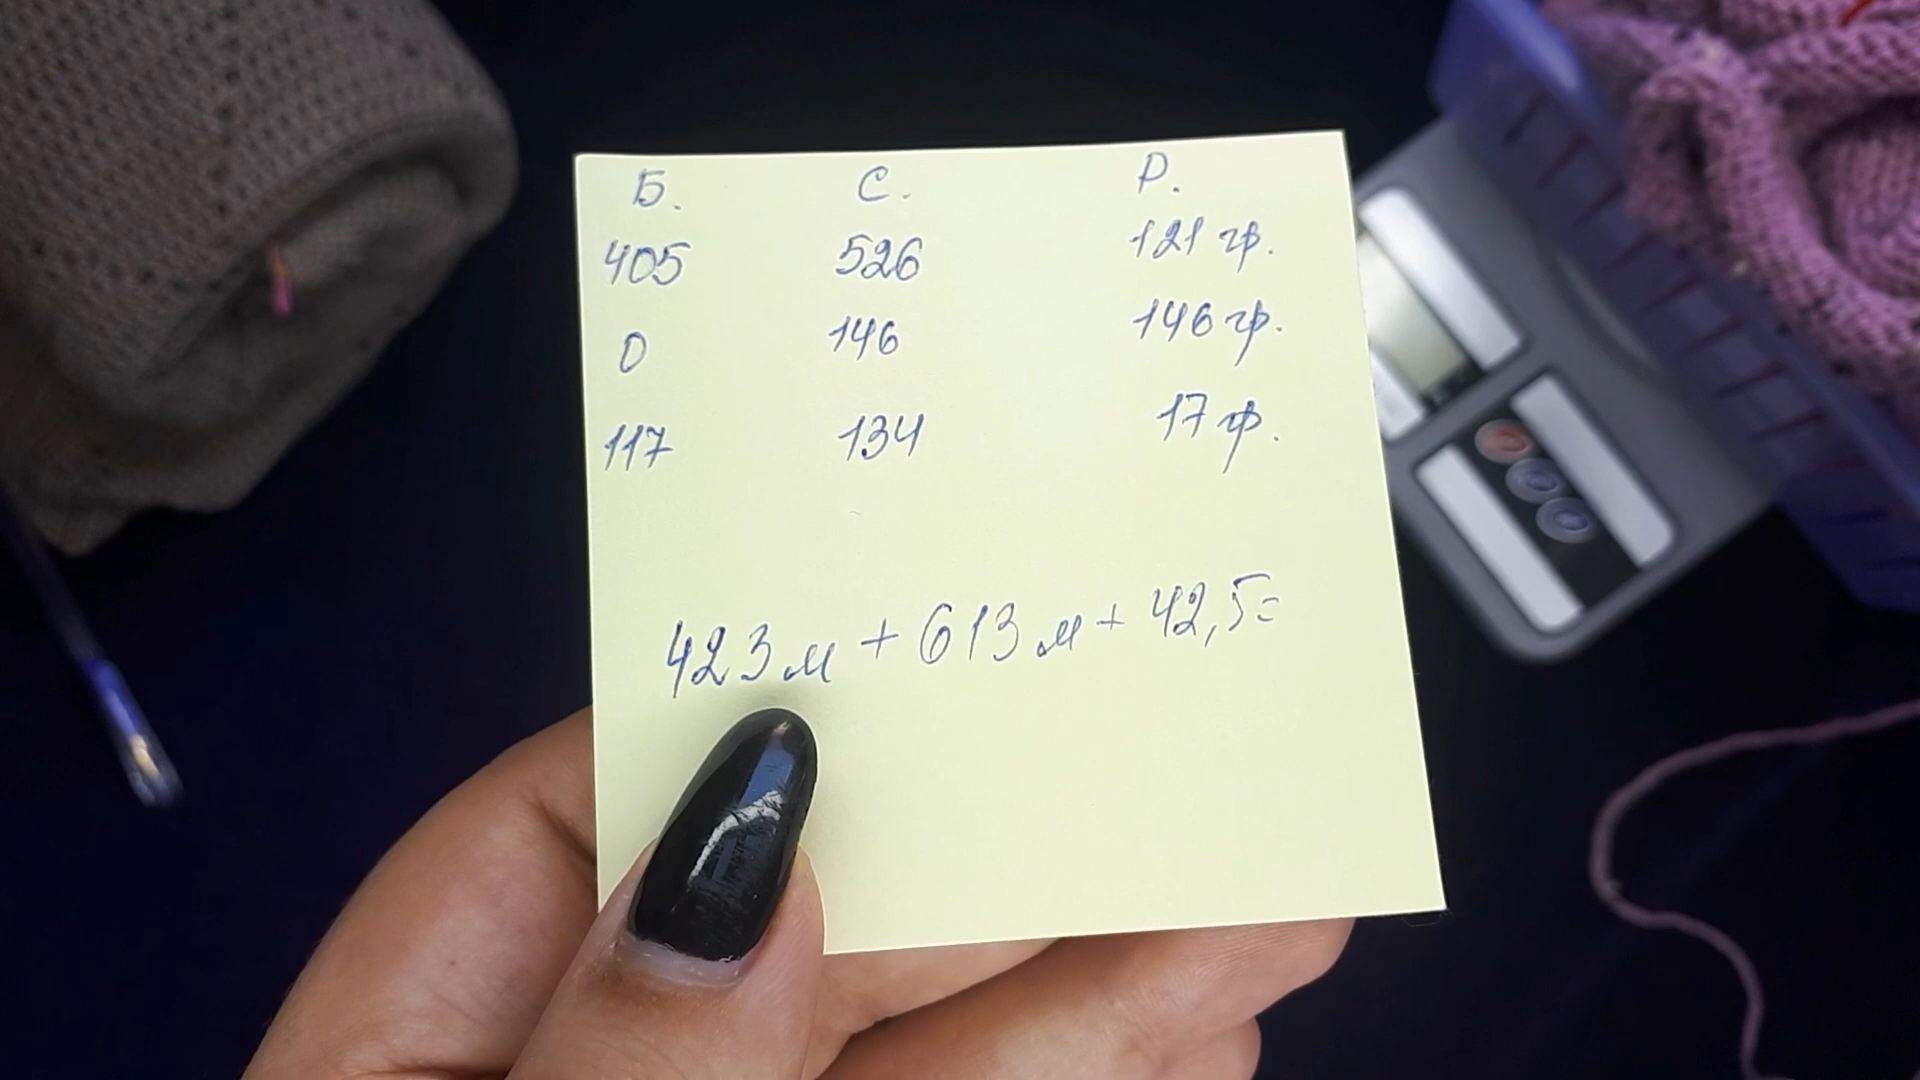 Б. С. Р.
405 526 121 гр.
0 146 146 гр.
117 134 17 гр.
423 м + 613 м + 42,5=